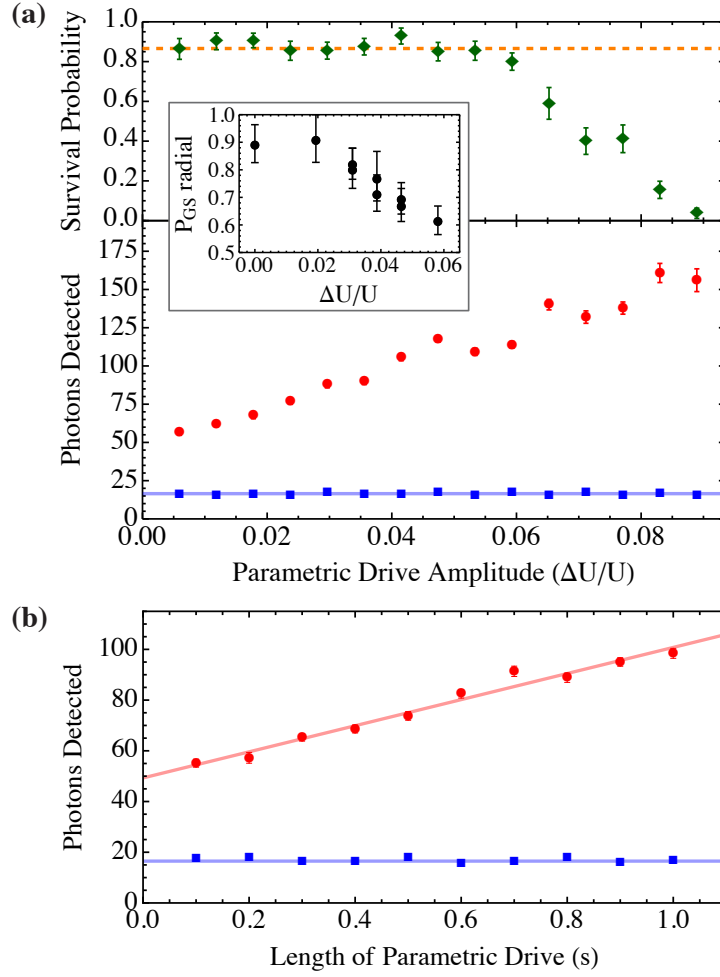 (a)
Survival Probability
1.0
0.8
0.6
0.4
0.2
0.0
P_GS radial
1.0
0.9
0.8
0.7
0.6
0.5
0.00 0.02 0.04 0.06
ΔU/U
Photons Detected
175
150
125
100
75
50
25
0
0.00 0.02 0.04 0.06 0.08
Parametric Drive Amplitude (ΔU/U)
(b)
Photons Detected
100
80
60
40
20
0
0.0 0.2 0.4 0.6 0.8 1.0
Length of Parametric Drive (s)